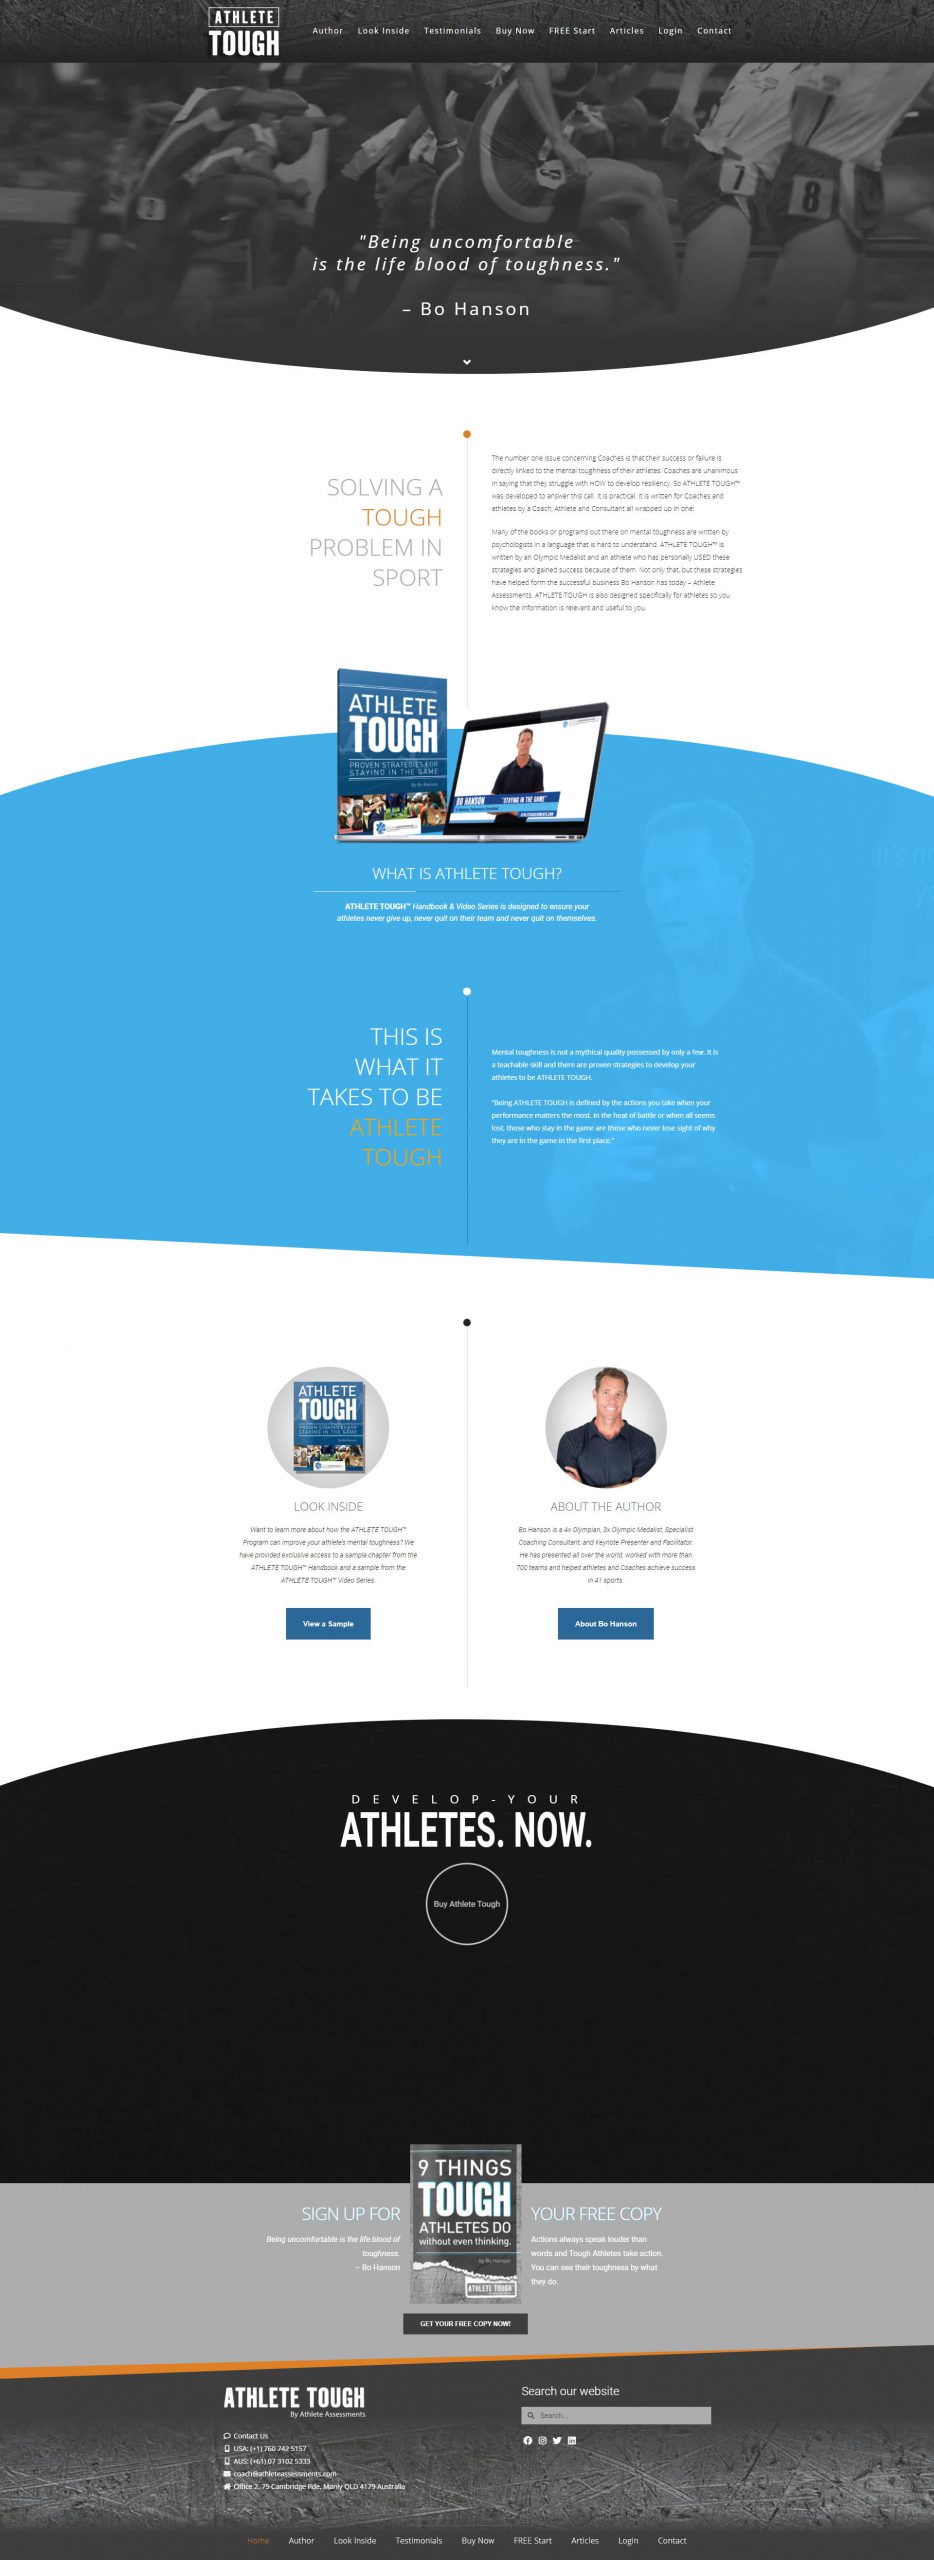 ATHLETE
TOUGH
Author Look Inside Testimonials Buy Now FREE Start Articles Login Contact
7
8
"Being uncomfortable
is the life blood of toughness."
– Bo Hanson
SOLVING A
TOUGH
PROBLEM IN
SPORT
The number one issue concerning Coaches is that their success or failure is
directly linked to the mental toughness of their athletes. Coaches are unanimous
in saying that they struggle with HOW to develop resiliency. So ATHLETE TOUGH™
was developed to answer this call. It is practical. It is written for Coaches and
athletes by a Coach, Athlete and Consultant all wrapped up in one!
Many of the books or programs out there on mental toughness are written by
psychologists in a language that is hard to understand. ATHLETE TOUGH™ is
written by an Olympic Medalist and an athlete who has personally USED these
strategies and gained success because of them. Not only that, but these strategies
have helped form the successful business Bo Hanson has today – Athlete
Assessments. ATHLETE TOUGH is also designed specifically for athletes so you
know the information is relevant and useful to you.
ATHLETE
TOUGH
PROVEN STRATEGIES FOR
STAYING IN THE GAME
By Bo Hanson
BO HANSON "STAYING IN THE GAME"
ATHLETEASSESSMENTS.COM
It's n
y
WHAT IS ATHLETE TOUGH?
ATHLETE TOUGH™ Handbook & Video Series is designed to ensure your
athletes never give up, never quit on their team and never quit on themselves.
THIS IS
WHAT IT
TAKES TO BE
ATHLETE
TOUGH
Mental toughness is not a mythical quality possessed by only a few. It is
a teachable skill and there are proven strategies to develop your
athletes to be ATHLETE TOUGH.
"Being ATHLETE TOUGH is defined by the actions you take when your
performance matters the most. In the heat of battle or when all seems
lost, those who stay in the game are those who never lose sight of why
they are in the game in the first place."
ATHLETE
TOUGH
PROVEN STRATEGIES FOR
STAYING IN THE GAME
By Bo Hanson
LOOK INSIDE
Want to learn more about how the ATHLETE TOUGH™
Program can improve your athlete's mental toughness? We
have provided exclusive access to a sample chapter from the
ATHLETE TOUGH™ Handbook and a sample from the
ATHLETE TOUGH™ Video Series.
View a Sample
ABOUT THE AUTHOR
Bo Hanson is a 4x Olympian, 3x Olympic Medalist, Specialist
Coaching Consultant, and Keynote Presenter and Facilitator.
He has presented all over the world, worked with more than
700 teams and helped athletes and Coaches achieve success
in 41 sports.
About Bo Hanson
DEVELOP-YOUR
ATHLETES. NOW.
Buy Athlete Tough
SIGN UP FOR
Being uncomfortable is the life blood of
toughness.
– Bo Hanson
9 THINGS
TOUGH
ATHLETES DO
without even thinking.
by Bo Hanson
ATHLETE TOUGH
YOUR FREE COPY
Actions always speak louder than
words and Tough Athletes take action.
You can see their toughness by what
they do.
GET YOUR FREE COPY NOW!
ATHLETE TOUGH
By Athlete Assessments
Contact Us
USA: (+1) 760 742 5157
AUS: (+61) 07 3102 5333
coach@athleteassessments.com
Office 2, 75 Cambridge Pde, Manly QLD 4179 Australia
Search our website
Search...
Home Author Look Inside Testimonials Buy Now FREE Start Articles Login Contact